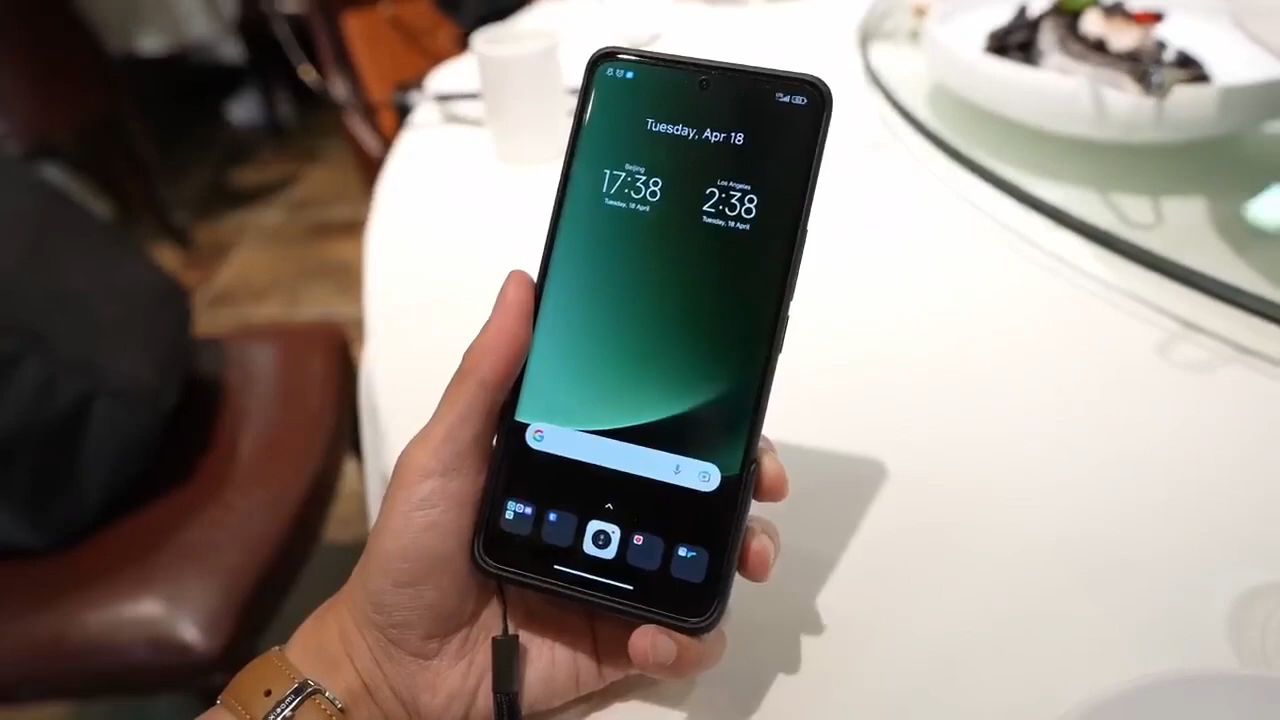 Tuesday, Apr 18
Beijing
17:38
Tuesday, 18 April
Los Angeles
2:38
Tuesday, 18 April
G
Xiaomi